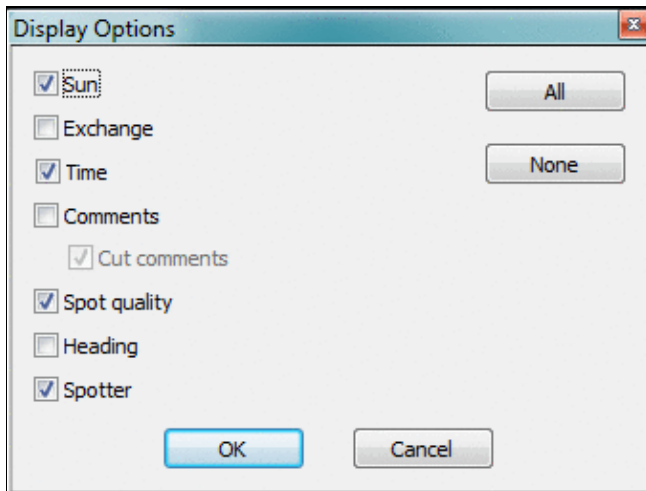 Display Options
Sun
All
Exchange
Time
None
Comments
Cut comments
Spot quality
Heading
Spotter
OK
Cancel